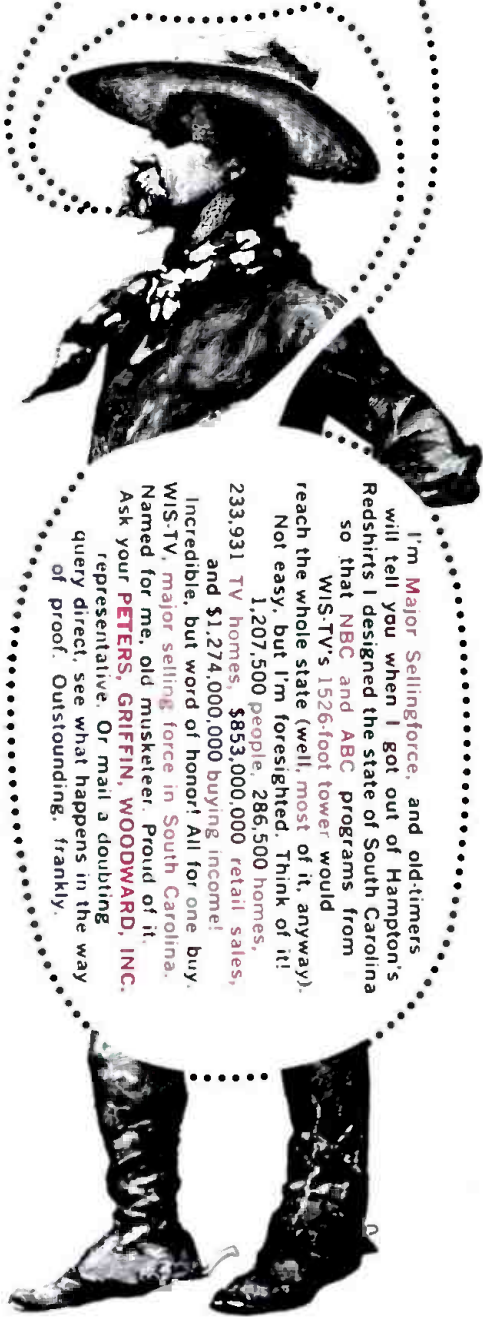 I'm Major Sellingforce, and old-timers
will tell you when I got out of Hampton's
Redshirts I designed the state of South Carolina
so that NBC and ABC programs from
WIS-TV's 1526-foot tower would
reach the whole state (well, most of it, anyway).
Not easy, but I'm foresighted. Think of it!
1,207,500 people, 286,500 homes,
233,931 TV homes, $853,000,000 retail sales,
and $1,274,000,000 buying income!
Incredible, but word of honor! All for one buy.
WIS-TV, major selling force in South Carolina.
Named for me, old musketeer. Proud of it.
Ask your PETERS, GRIFFIN, WOODWARD, INC.
representative. Or mail a doubting
query direct, see what happens in the way
of proof. Outstounding, frankly.